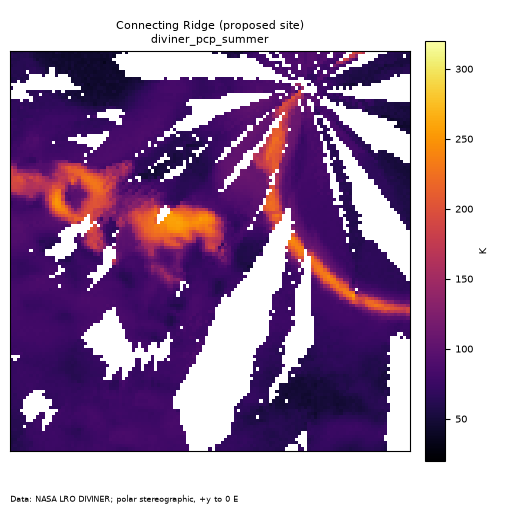 Connecting Ridge (proposed site)
diviner_pcp_summer
300
250
200
150
100
50
K
Data: NASA LRO DIVINER; polar stereographic, +y to 0 E